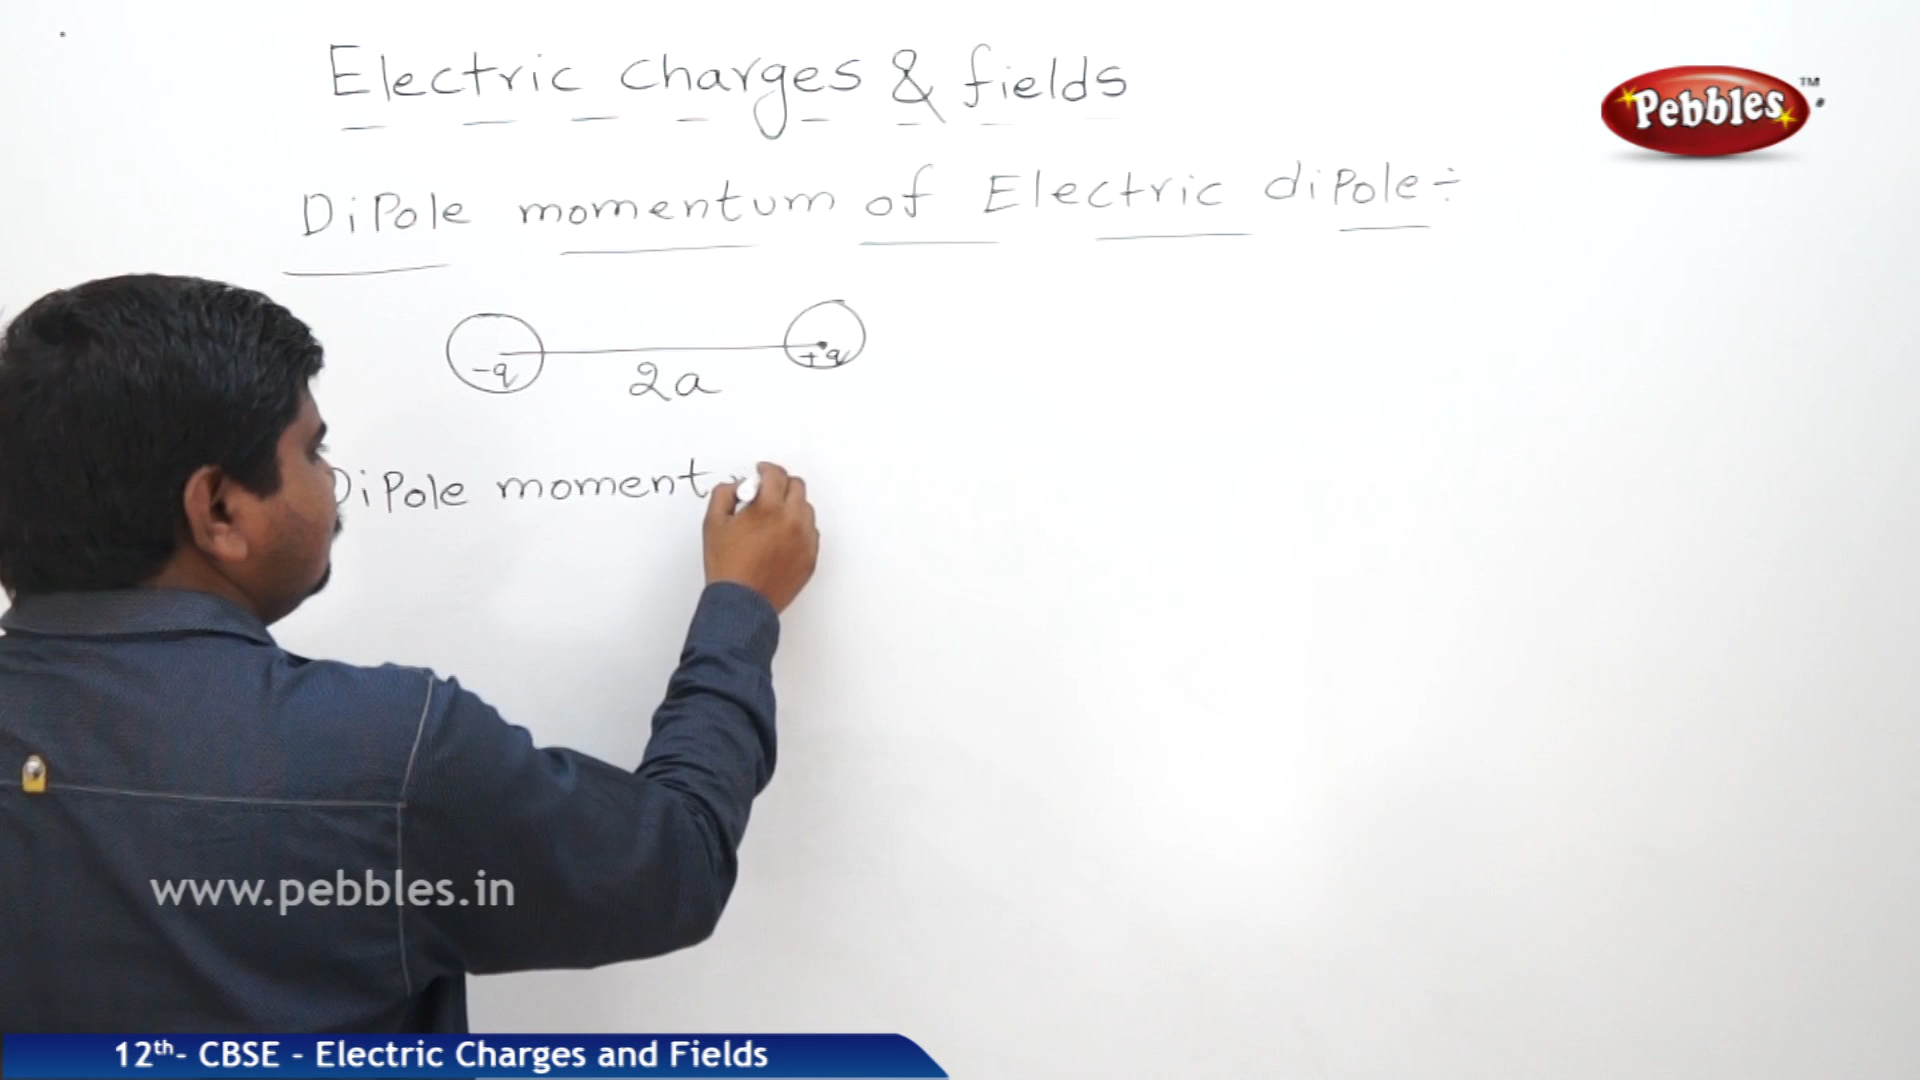 Electric charges & fields
Pebbles™
DiPole momentum of Electric diPole÷
-q
+q
2a
DiPole moment
www.pebbles.in
12th- CBSE - Electric Charges and Fields